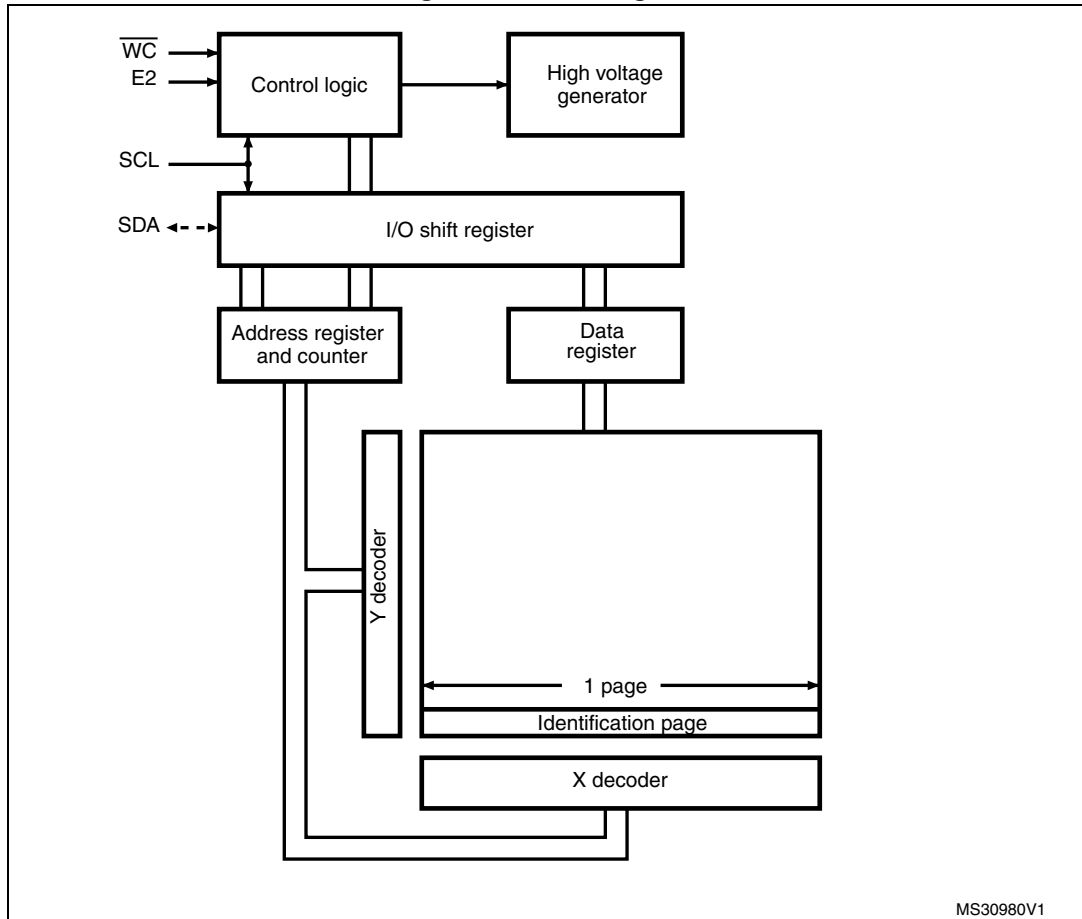 WC
E2
Control logic
High voltage
generator
SCL
SDA
I/O shift register
Address register
and counter
Data
register
Y decoder
1 page
Identification page
X decoder
MS30980V1